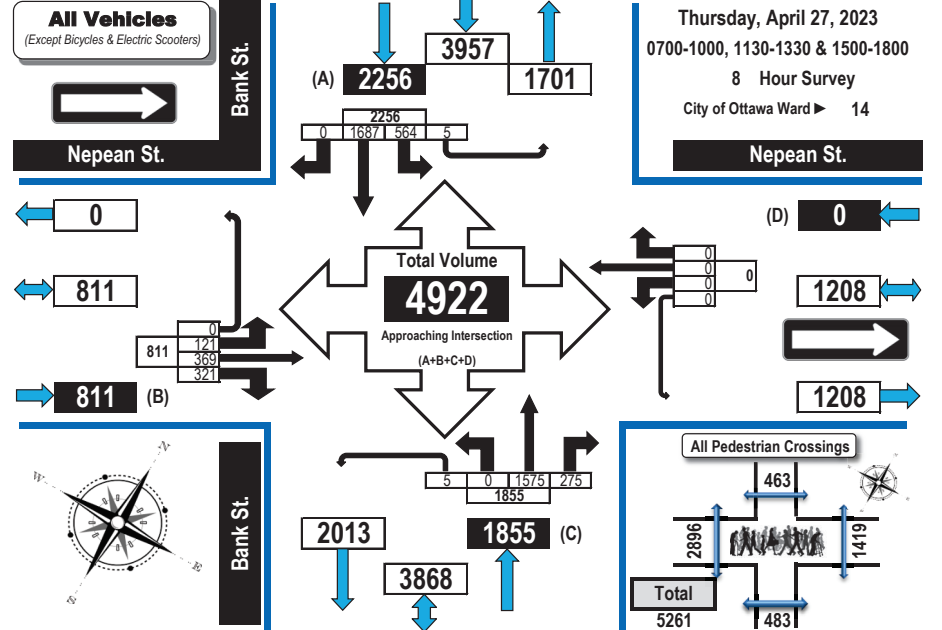 All Vehicles
(Except Bicycles & Electric Scooters)
Bank St.
Nepean St.
(A)
3957
2256
1701
2256
0 1687 564 5
Thursday, April 27, 2023
0700-1000, 1130-1330 & 1500-1800
8 Hour Survey
City of Ottawa Ward ► 14
Nepean St.
0
811
811
0
121
369
321
811 (B)
Total Volume
4922
Approaching Intersection
(A+B+C+D)
(D) 0
0
0
0
0
0
1208
1208
5 0 1575 275
1855
2013
1855 (C)
3868
Bank St.
N
W
E
S
All Pedestrian Crossings
463
2896
1419
Total
5261
483